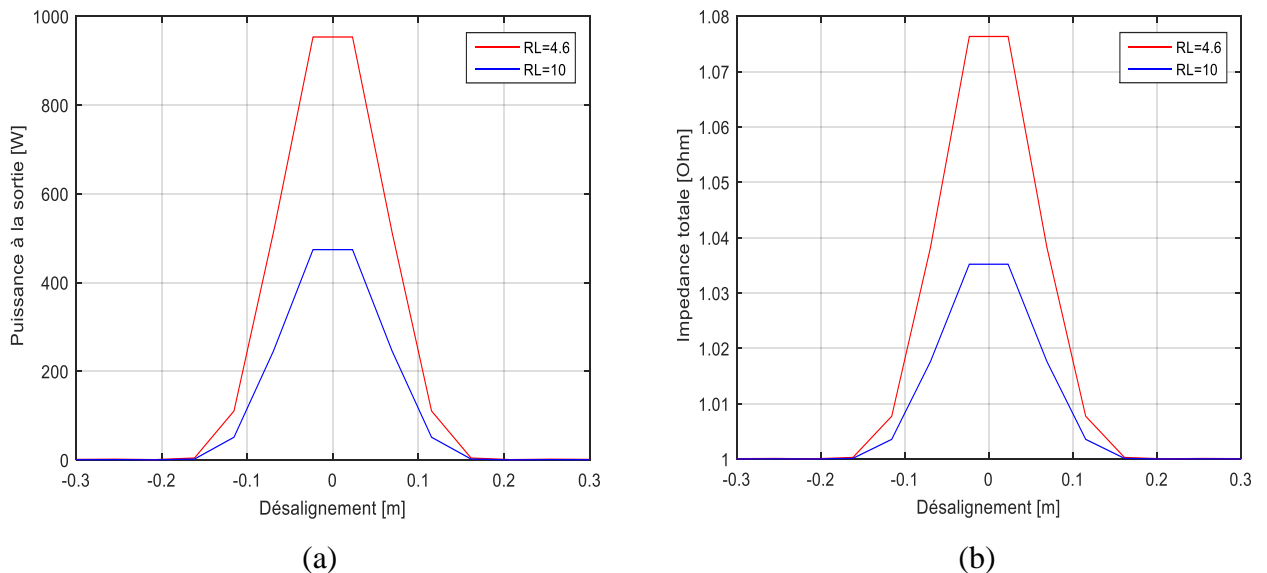 1000
800
600
400
200
0
Puissance à la sortie [W]
RL=4.6
RL=10
-0.3 -0.2 -0.1 0 0.1 0.2 0.3
Désalignement [m]
(a)
1.08
1.07
1.06
1.05
1.04
1.03
1.02
1.01
1
Impedance totale [Ohm]
RL=4.6
RL=10
-0.3 -0.2 -0.1 0 0.1 0.2 0.3
Désalignement [m]
(b)